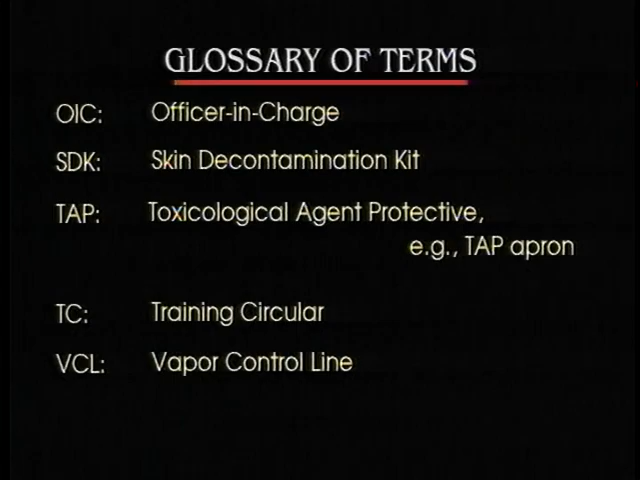 GLOSSARY OF TERMS
OIC: Officer-in-Charge
SDK: Skin Decontamination Kit
TAP: Toxicological Agent Protective,
e.g., TAP apron
TC: Training Circular
VCL: Vapor Control Line